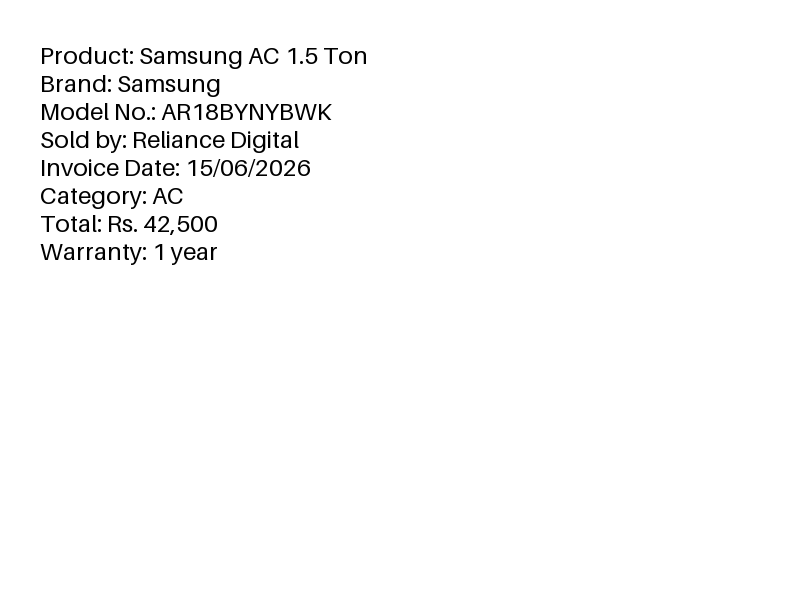 Product: Samsung AC 1.5 Ton
Brand: Samsung
Model No.: AR18BYNYBWK
Sold by: Reliance Digital
Invoice Date: 15/06/2026
Category: AC
Total: Rs. 42,500
Warranty: 1 year